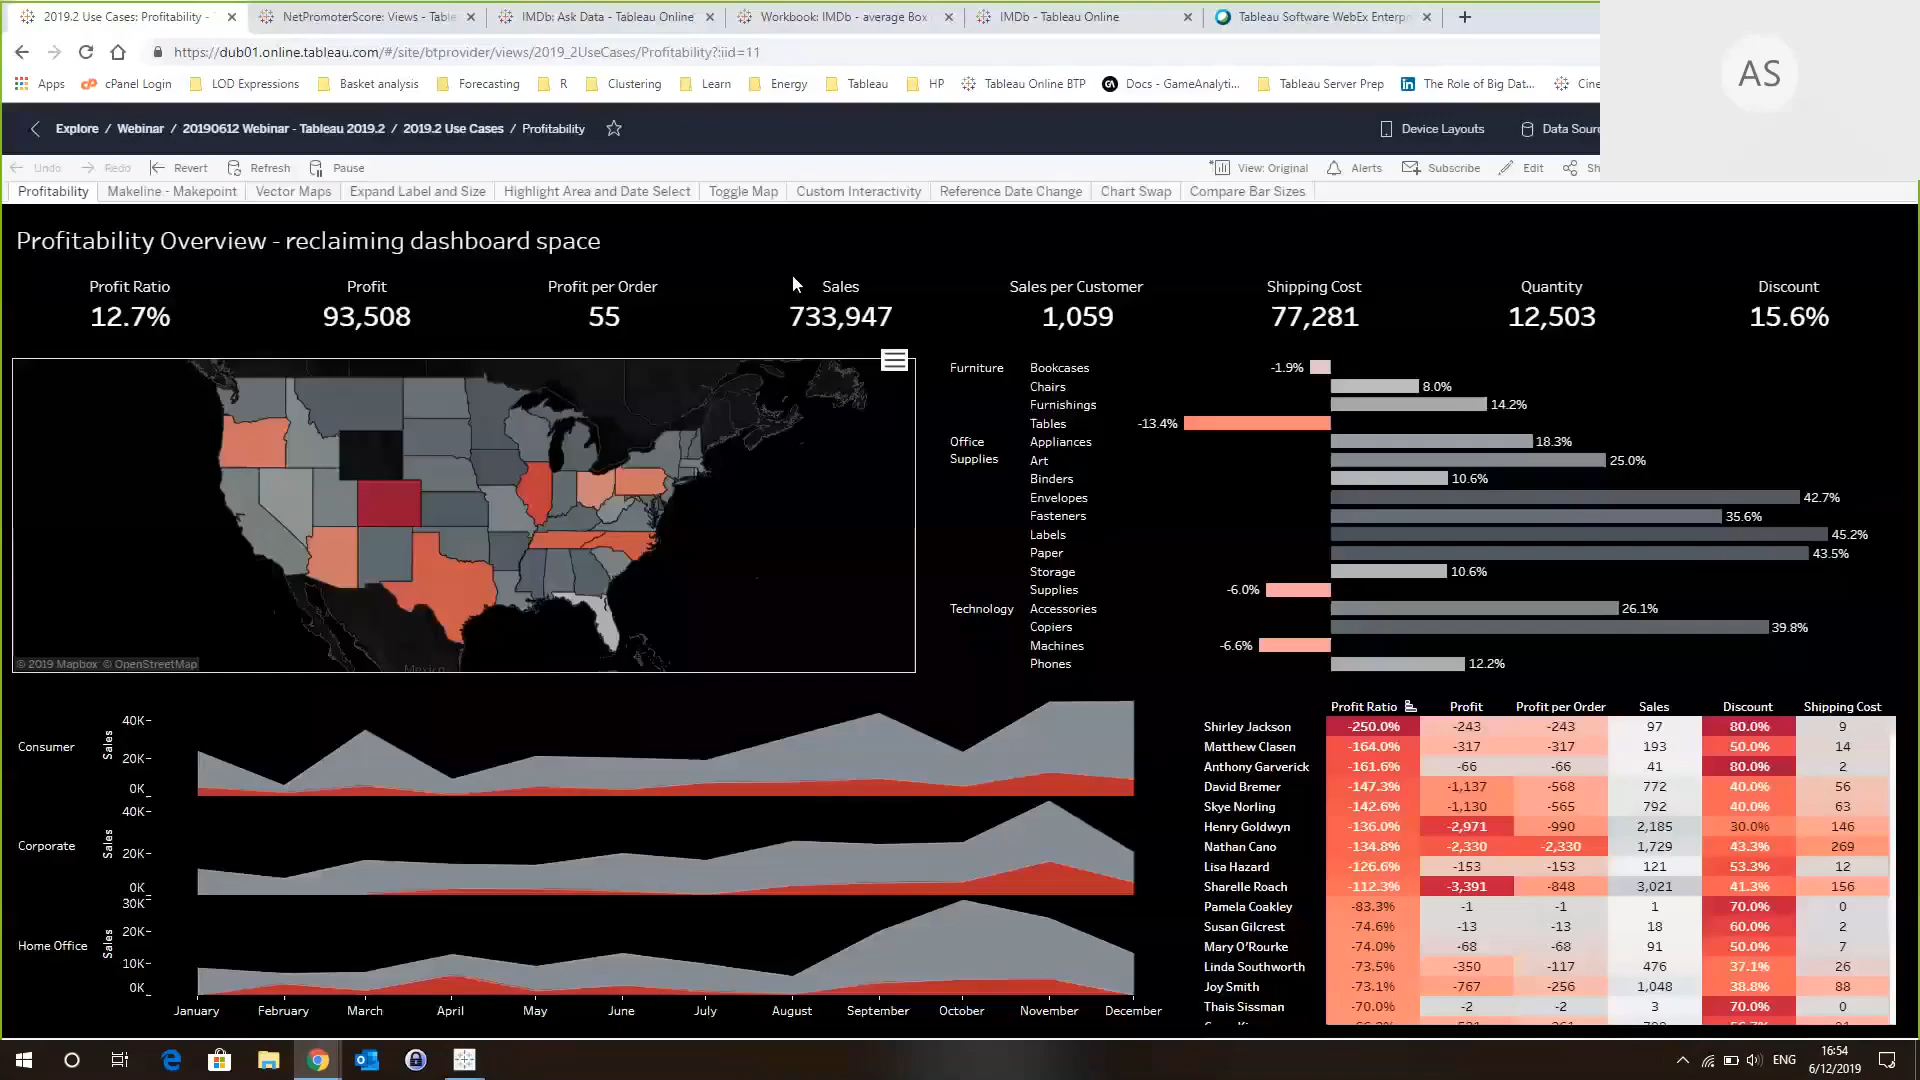 2019.2 Use Cases: Profitability -
NetPromoterScore: Views - Table
IMDb: Ask Data - Tableau Online
Workbook: IMDb - average Box
IMDb - Tableau Online
Tableau Software WebEx Enterp
AS
https://dub01.online.tableau.com/#/site/btprovider/views/2019_2UseCases/Profitability?:iid=11
Apps
cPanel Login
LOD Expressions
Basket analysis
Forecasting
R
Clustering
Learn
Energy
Tableau
HP
Tableau Online BTP
Docs - GameAnalyti...
Tableau Server Prep
The Role of Big Dat...
Cine
Explore / Webinar / 20190612 Webinar - Tableau 2019.2 / 2019.2 Use Cases / Profitability
Device Layouts
Data Sour
Undo
Redo
Revert
Refresh
Pause
View: Original
Alerts
Subscribe
Edit
Sh
Profitability
Makeline - Makepoint
Vector Maps
Expand Label and Size
Highlight Area and Date Select
Toggle Map
Custom Interactivity
Reference Date Change
Chart Swap
Compare Bar Sizes
Profitability Overview - reclaiming dashboard space
Profit Ratio
12.7%
Profit
93,508
Profit per Order
55
Sales
733,947
Sales per Customer
1,059
Shipping Cost
77,281
Quantity
12,503
Discount
15.6%
Mexico
© 2019 Mapbox © OpenStreetMap
Furniture
Bookcases -1.9%
Chairs 8.0%
Furnishings 14.2%
Tables -13.4%
Office
Supplies
Appliances 18.3%
Art 25.0%
Binders 10.6%
Envelopes 42.7%
Fasteners 35.6%
Labels 45.2%
Paper 43.5%
Storage 10.6%
Supplies -6.0%
Technology
Accessories 26.1%
Copiers 39.8%
Machines -6.6%
Phones 12.2%
Consumer
Sales
40K
20K
0K
Corporate
Sales
40K
20K
0K
Home Office
Sales
30K
20K
10K
0K
January February March April May June July August September October November December
Profit Ratio Profit Profit per Order Sales Discount Shipping Cost
Shirley Jackson -250.0% -243 -243 97 80.0% 9
Matthew Clasen -164.0% -317 -317 193 50.0% 14
Anthony Garverick -161.6% -66 -66 41 80.0% 2
David Bremer -147.3% -1,137 -568 772 40.0% 56
Skye Norling -142.6% -1,130 -565 792 40.0% 63
Henry Goldwyn -136.0% -2,971 -990 2,185 30.0% 146
Nathan Cano -134.8% -2,330 -2,330 1,729 43.3% 269
Lisa Hazard -126.6% -153 -153 121 53.3% 12
Sharelle Roach -112.3% -3,391 -848 3,021 41.3% 156
Pamela Coakley -83.3% -1 -1 1 70.0% 0
Susan Gilcrest -74.6% -13 -13 18 60.0% 2
Mary O'Rourke -74.0% -68 -68 91 50.0% 7
Linda Southworth -73.5% -350 -117 476 37.1% 26
Joy Smith -73.1% -767 -256 1,048 38.8% 88
Thais Sissman -70.0% -2 -2 3 70.0% 0
ENG
16:54
6/12/2019